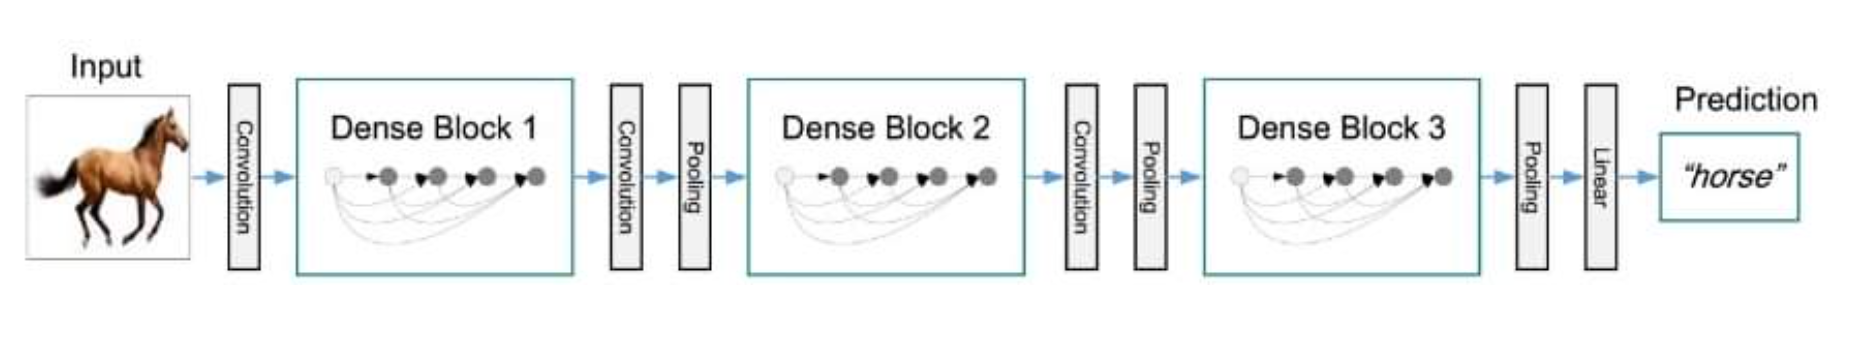 Input
Convolution
Dense Block 1
Convolution
Pooling
Dense Block 2
Convolution
Pooling
Dense Block 3
Pooling
Linear
Prediction
“horse”